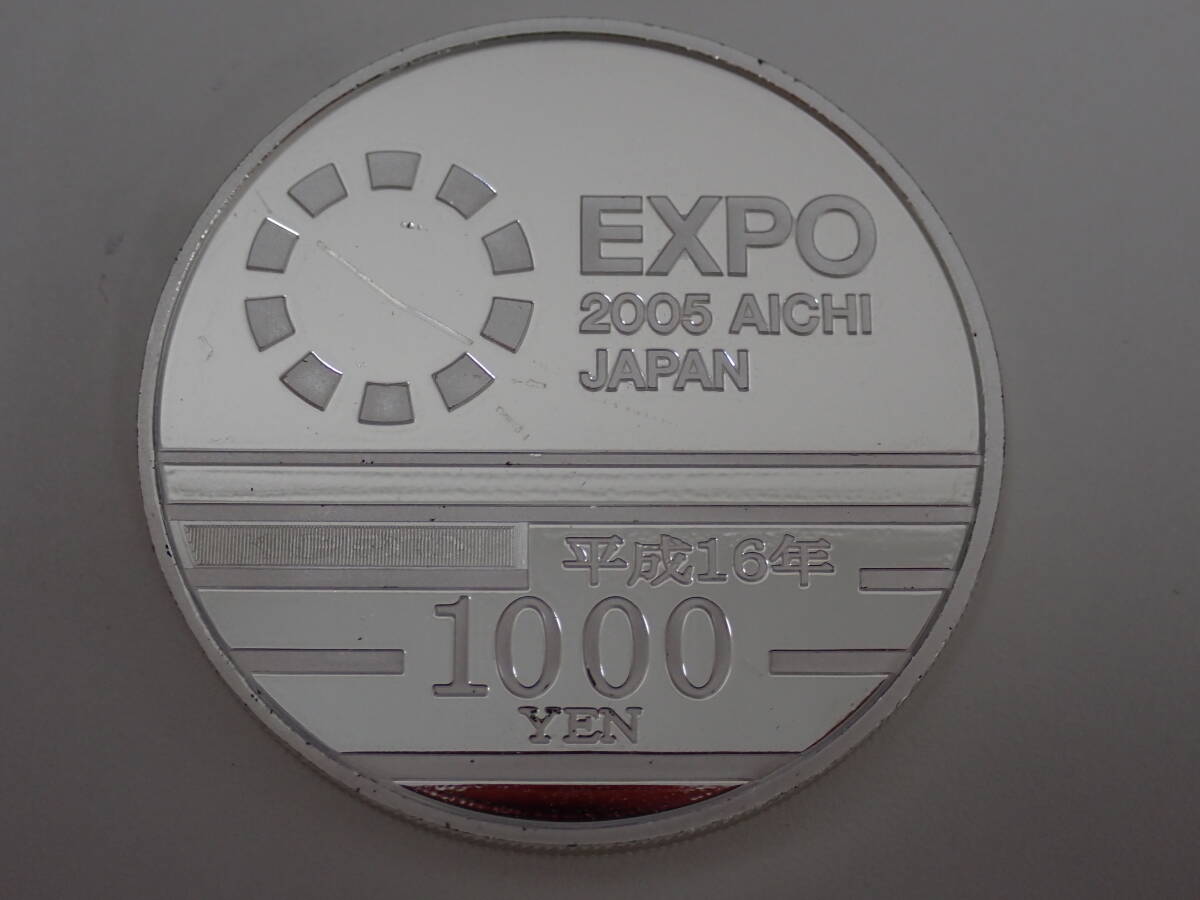 EXPO
2005 AICHI
JAPAN
平成16年
1000
YEN